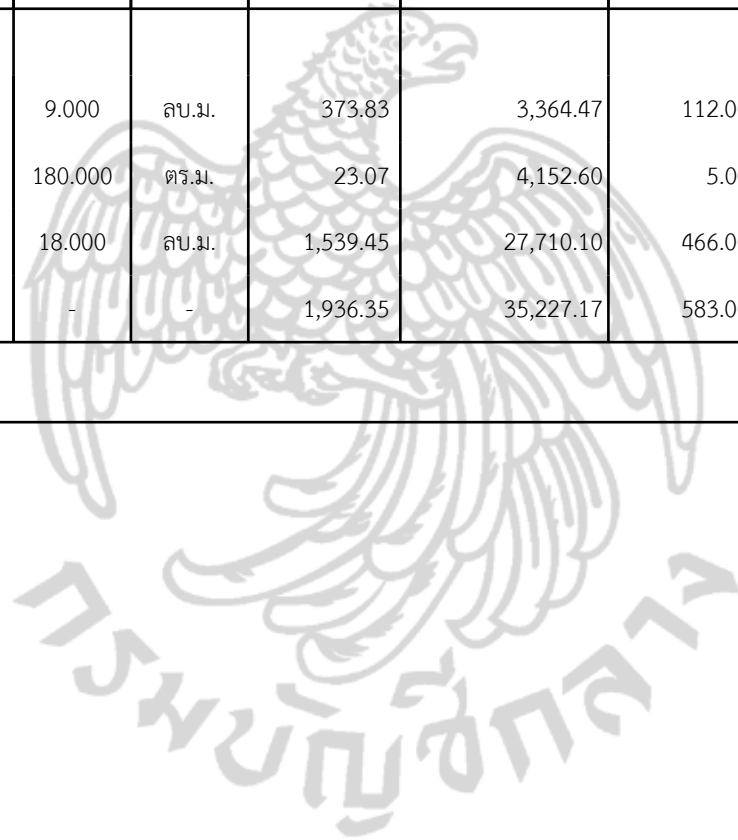 9.000 ลบ.ม. 373.83 3,364.47 112.0
180.000 ตร.ม. 23.07 4,152.60 5.0
18.000 ลบ.ม. 1,539.45 27,710.10 466.0
- - 1,936.35 35,227.17 583.0
กรมบัญชีกลาง